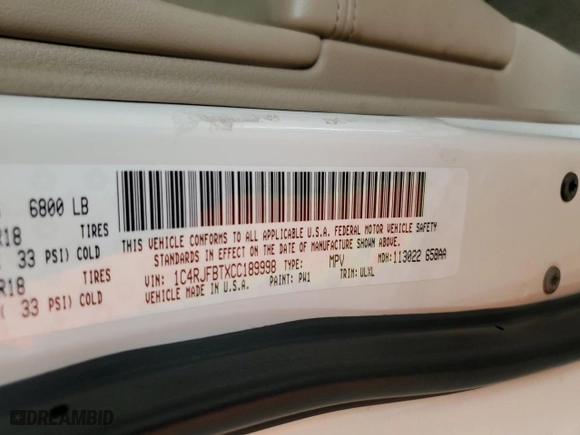 6800 LB
R18 TIRES
33 PSI) COLD
TIRES
R18
( 33 PSI) COLD
THIS VEHICLE CONFORMS TO ALL APPLICABLE U.S.A. FEDERAL MOTOR VEHICLE SAFETY
STANDARDS IN EFFECT ON THE DATE OF MANUFACTURE SHOWN ABOVE.
VIN: 1C4RJFBTXCC189998 TYPE: MPV MDH: 113022 858AA
VEHICLE MADE IN U.S.A. PAINT: PW1 TRIM: ULXL
DREAMBID